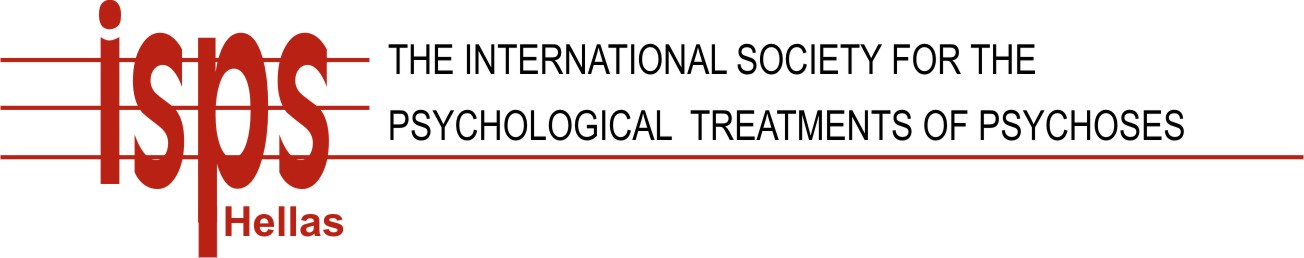 isps
Hellas
THE INTERNATIONAL SOCIETY FOR THE
PSYCHOLOGICAL TREATMENTS OF PSYCHOSES